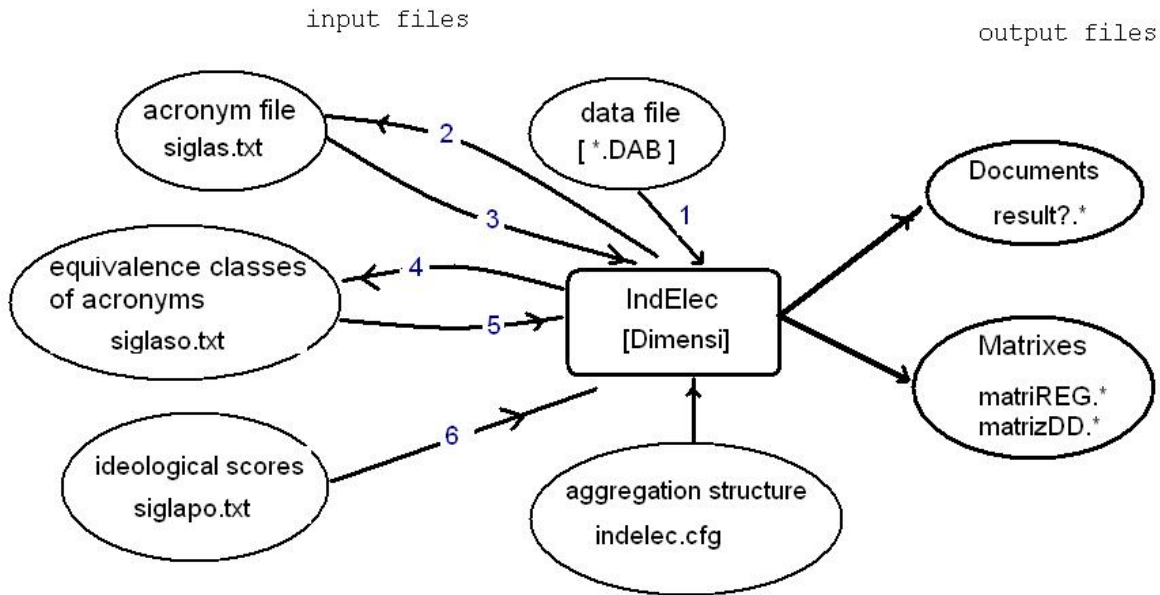 input files
output files
acronym file
siglas.txt
data file
[ *.DAB ]
2
3
1
Documents
result?.*
equivalence classes
of acronyms
siglaso.txt
4
5
IndElec
[Dimensi]
Matrixes
matriREG.*
matrizDD.*
ideological scores
siglapo.txt
6
aggregation structure
indelec.cfg